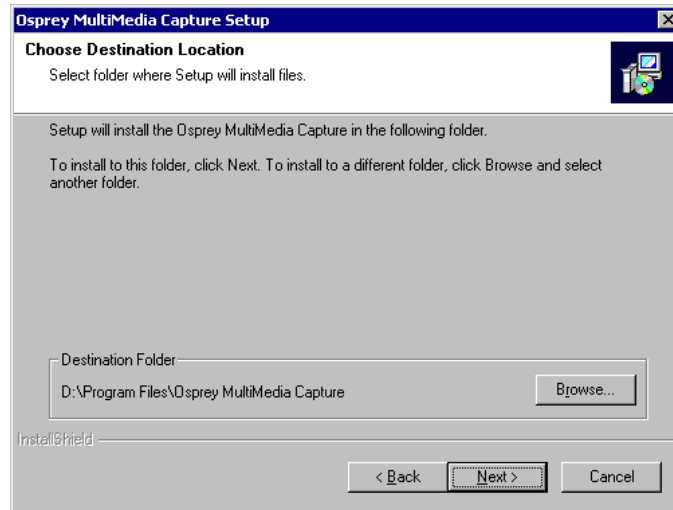 Osprey MultiMedia Capture Setup
Choose Destination Location
Select folder where Setup will install files.
Setup will install the Osprey MultiMedia Capture in the following folder.
To install to this folder, click Next. To install to a different folder, click Browse and select
another folder.
Destination Folder
D:\Program Files\Osprey MultiMedia Capture
Browse...
InstallShield
< Back
Next >
Cancel